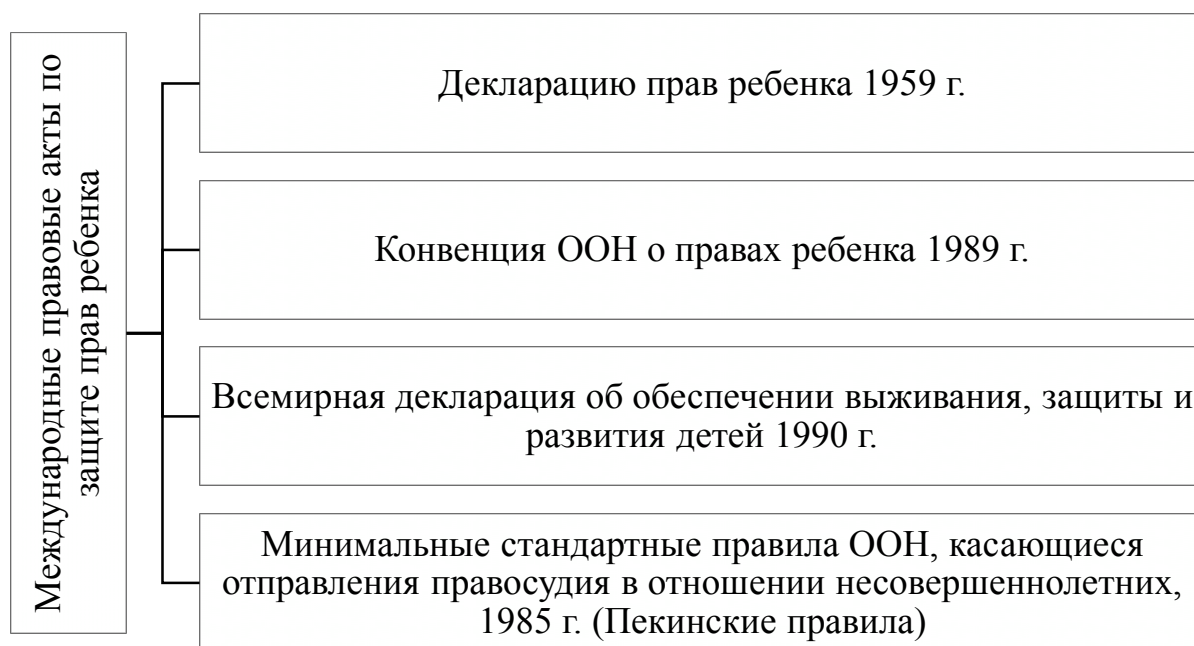 Международные правовые акты по
защите прав ребенка
Декларацию прав ребенка 1959 г.
Конвенция ООН о правах ребенка 1989 г.
Всемирная декларация об обеспечении выживания, защиты и
развития детей 1990 г.
Минимальные стандартные правила ООН, касающиеся
отправления правосудия в отношении несовершеннолетних,
1985 г. (Пекинские правила)